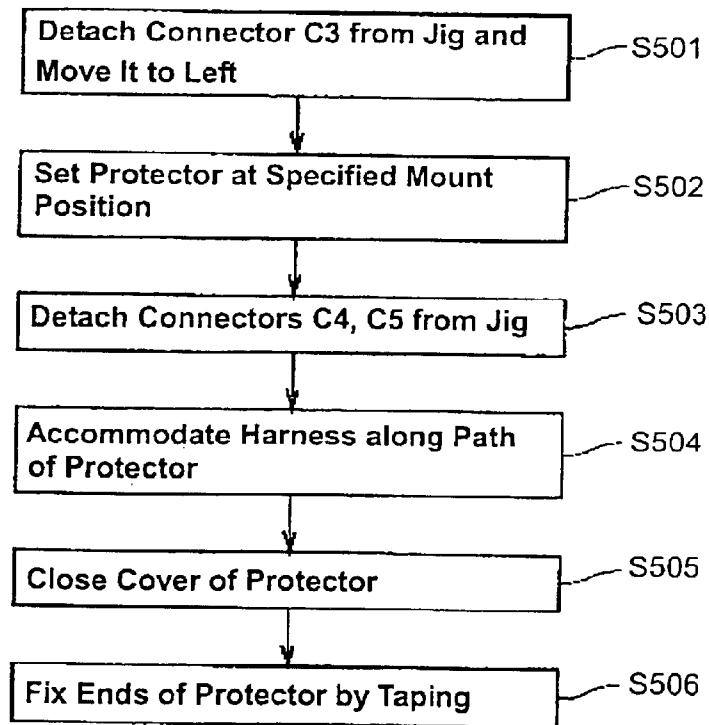 Detach Connector C3 from Jig and
Move It to Left
S501
Set Protector at Specified Mount
Position
S502
Detach Connectors C4, C5 from Jig
S503
Accommodate Harness along Path
of Protector
S504
Close Cover of Protector
S505
Fix Ends of Protector by Taping
S506